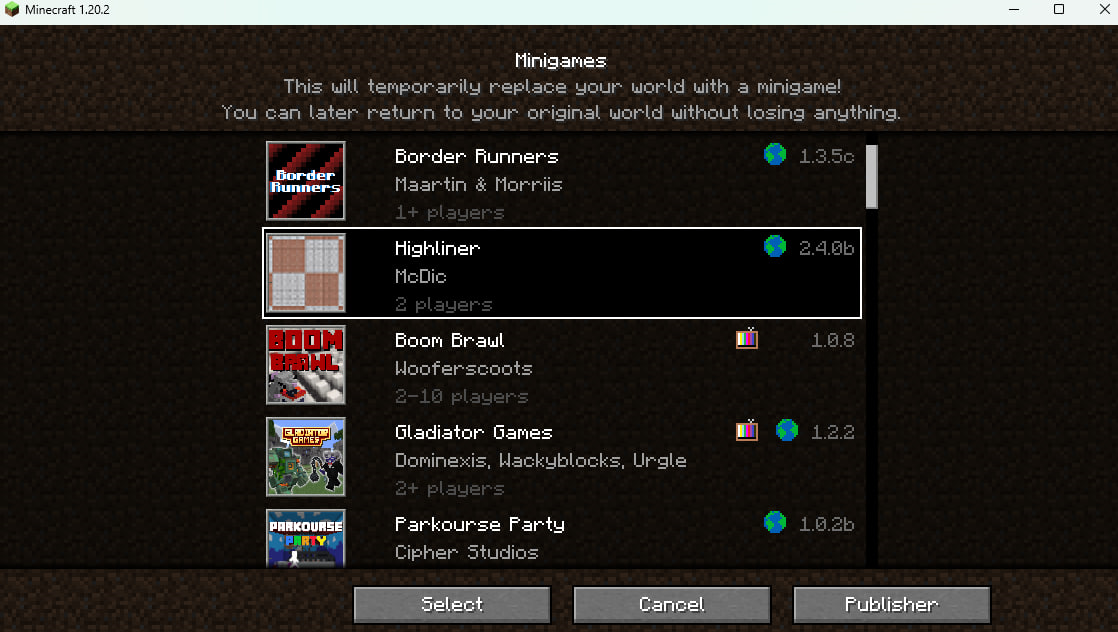 Minecraft 1.20.2
Minigames
This will temporarily replace your world with a minigame!
You can later return to your original world without losing anything.
Border
Runners
Border Runners
1.3.5c
Maartin & Morriis
1+ players
Highliner
2.4.0b
McDic
2 players
BOOM
BRAWL
Boom Brawl
1.0.8
Wooferscoots
2-10 players
GLADIATOR
GAMES
Gladiator Games
1.2.2
Dominexis, Wackyblocks, Urgle
2+ players
PARKOURSE
PARTY
Parkourse Party
1.0.2b
Cipher Studios
Select
Cancel
Publisher